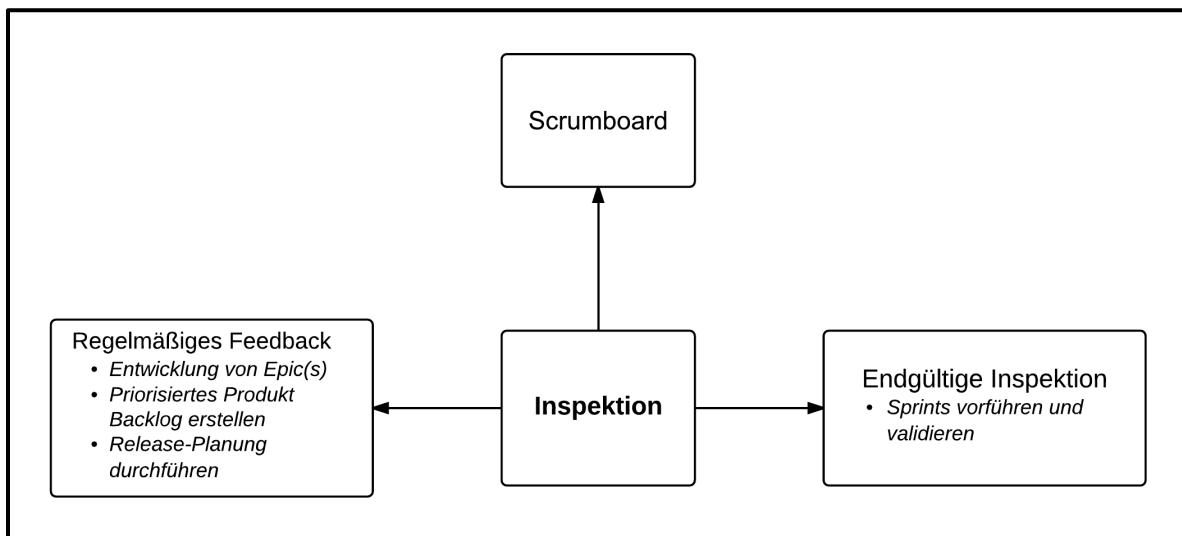 Scrumboard
Regelmäßiges Feedback
• Entwicklung von Epic(s)
• Priorisiertes Produkt
Backlog erstellen
• Release-Planung
durchführen
Inspektion
Endgültige Inspektion
• Sprints vorführen und
validieren